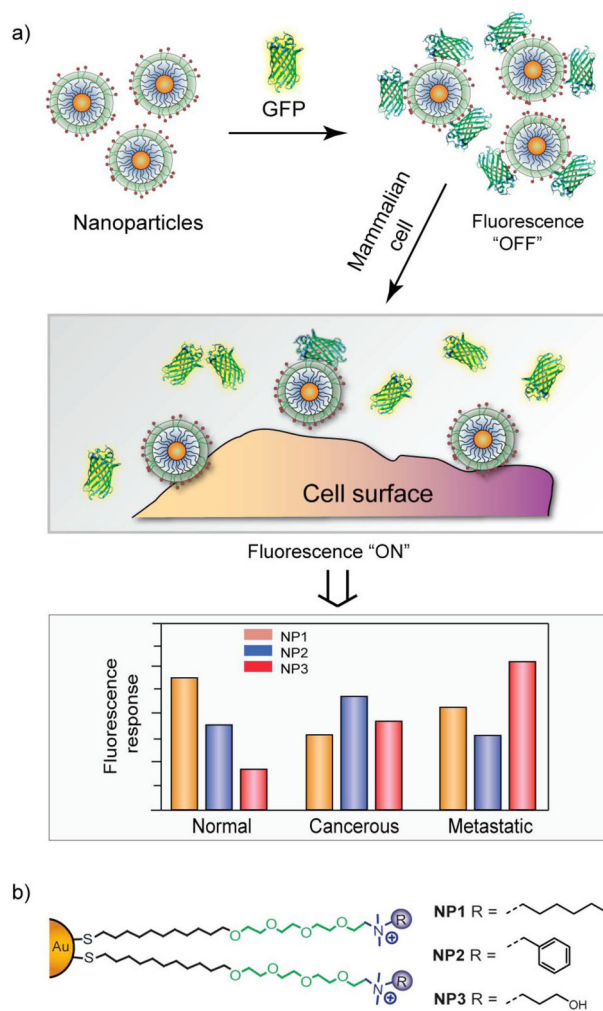 a)
GFP
Nanoparticles
Fluorescence
"OFF"
Mammalian
cell
Cell surface
Fluorescence "ON"
NP1
NP2
NP3
Fluorescence
response
Normal Cancerous Metastatic
b)
Au
S
O O O O N R
⊕
S
O O O O N R
⊕
NP1 R =
NP2 R =
NP3 R = OH